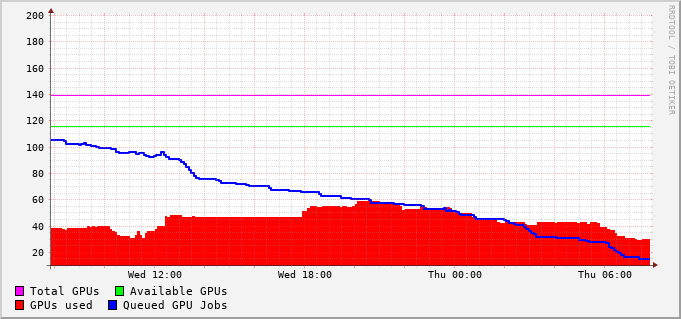 RRDTOOL / TOBI OETIKER
200
180
160
140
120
100
80
60
40
20
Wed 12:00 Wed 18:00 Thu 00:00 Thu 06:00
Total GPUs Available GPUs
GPUs used Queued GPU Jobs